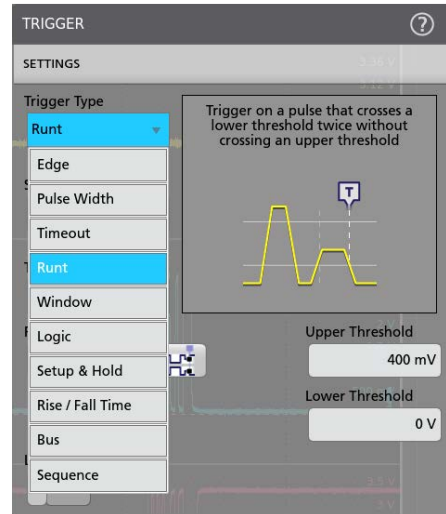 TRIGGER
?
SETTINGS
Trigger Type
Runt
Edge
Pulse Width
Timeout
Runt
Window
Logic
Setup & Hold
Rise / Fall Time
Bus
Sequence
Trigger on a pulse that crosses a
lower threshold twice without
crossing an upper threshold
T
Upper Threshold
400 mV
Lower Threshold
0 V